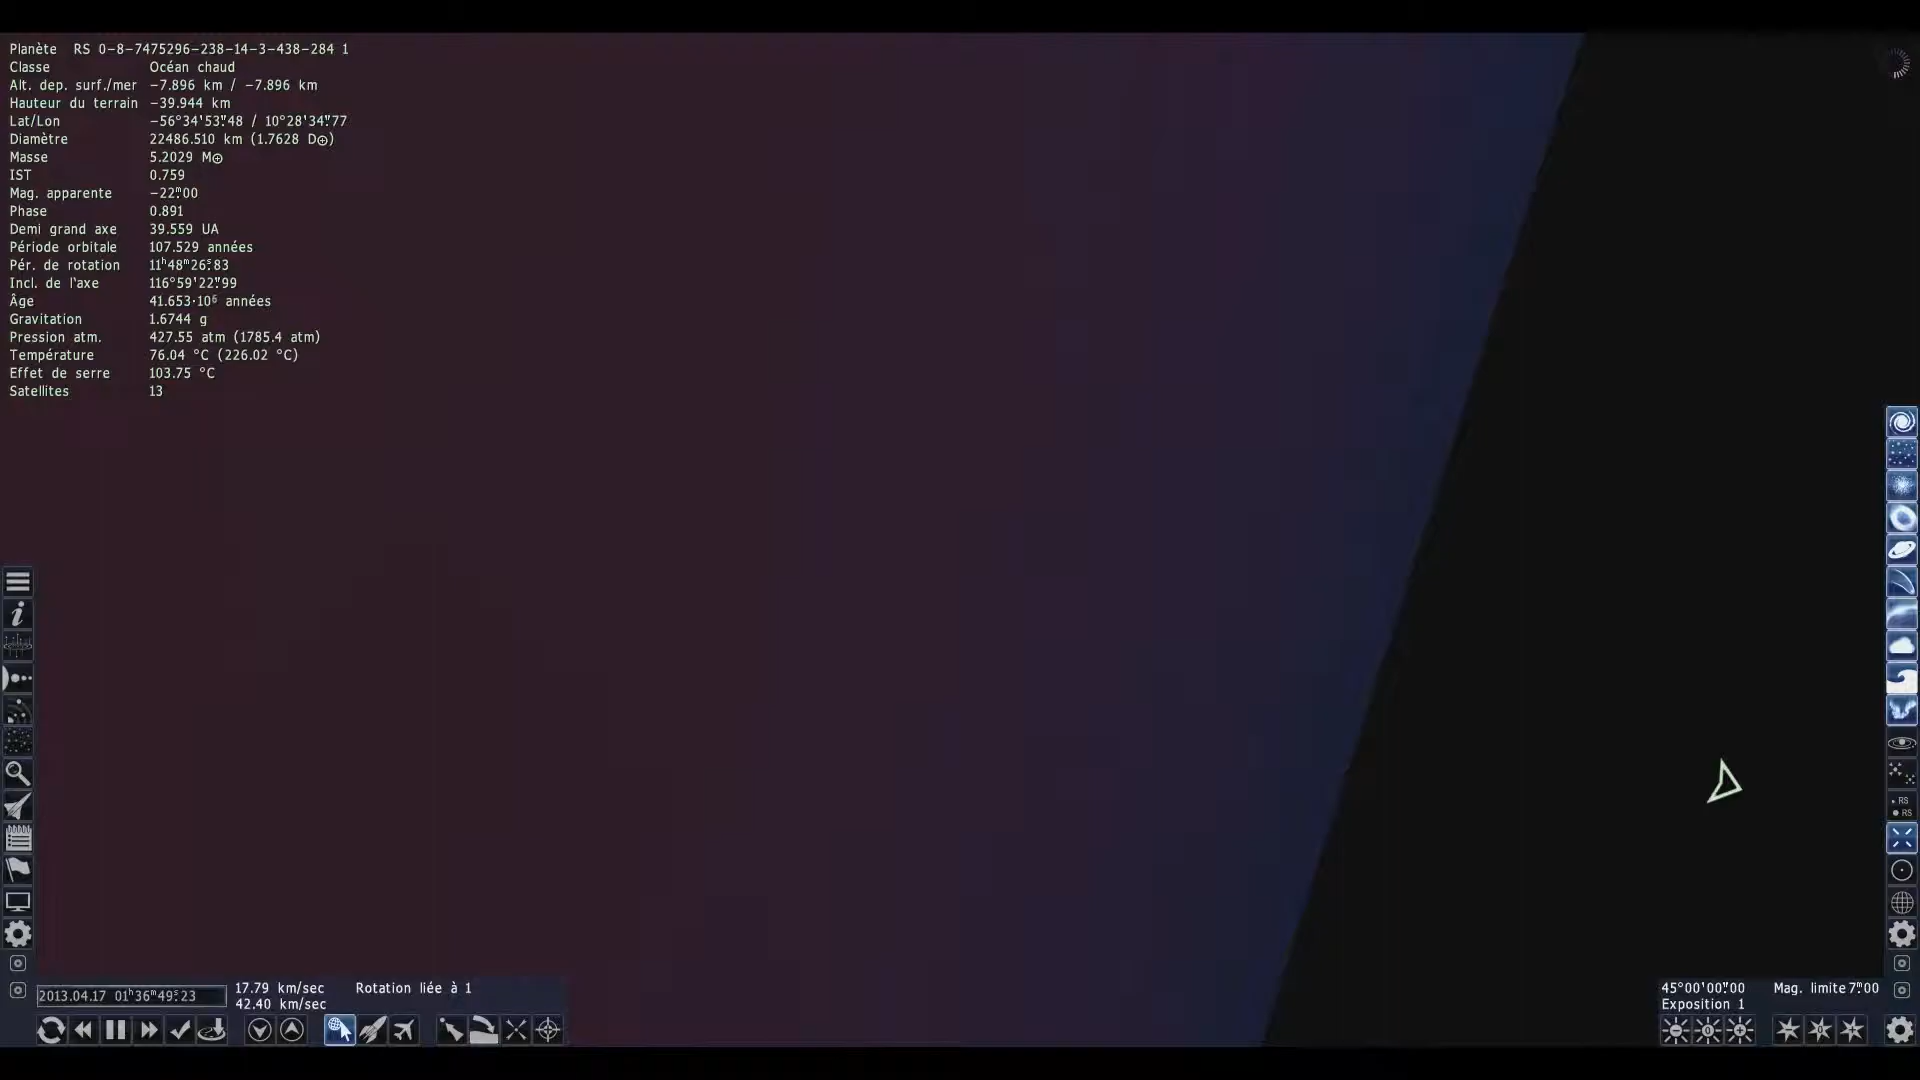 Planète RS 0-8-7475296-238-14-3-438-284 1
Classe Océan chaud
Alt. dep. surf./mer -7.896 km / -7.896 km
Hauteur du terrain -39.944 km
Lat/Lon -56°34'53"48 / 10°28'34"77
Diamètre 22486.510 km (1.7628 D⊕)
Masse 5.2029 M⊕
IST 0.759
Mag. apparente -22ᵐ00
Phase 0.891
Demi grand axe 39.559 UA
Période orbitale 107.529 années
Pér. de rotation 11ʰ48ᵐ26ˢ83
Incl. de l'axe 116°59'22"99
Âge 41.653·10⁶ années
Gravitation 1.6744 g
Pression atm. 427.55 atm (1785.4 atm)
Température 76.04 °C (226.02 °C)
Effet de serre 103.75 °C
Satellites 13
RS
RS
2013.04.17 01ʰ36ᵐ49ˢ23
17.79 km/sec Rotation liée à 1
42.40 km/sec
45°00'00"00 Mag. limite 7ᵐ00
Exposition 1